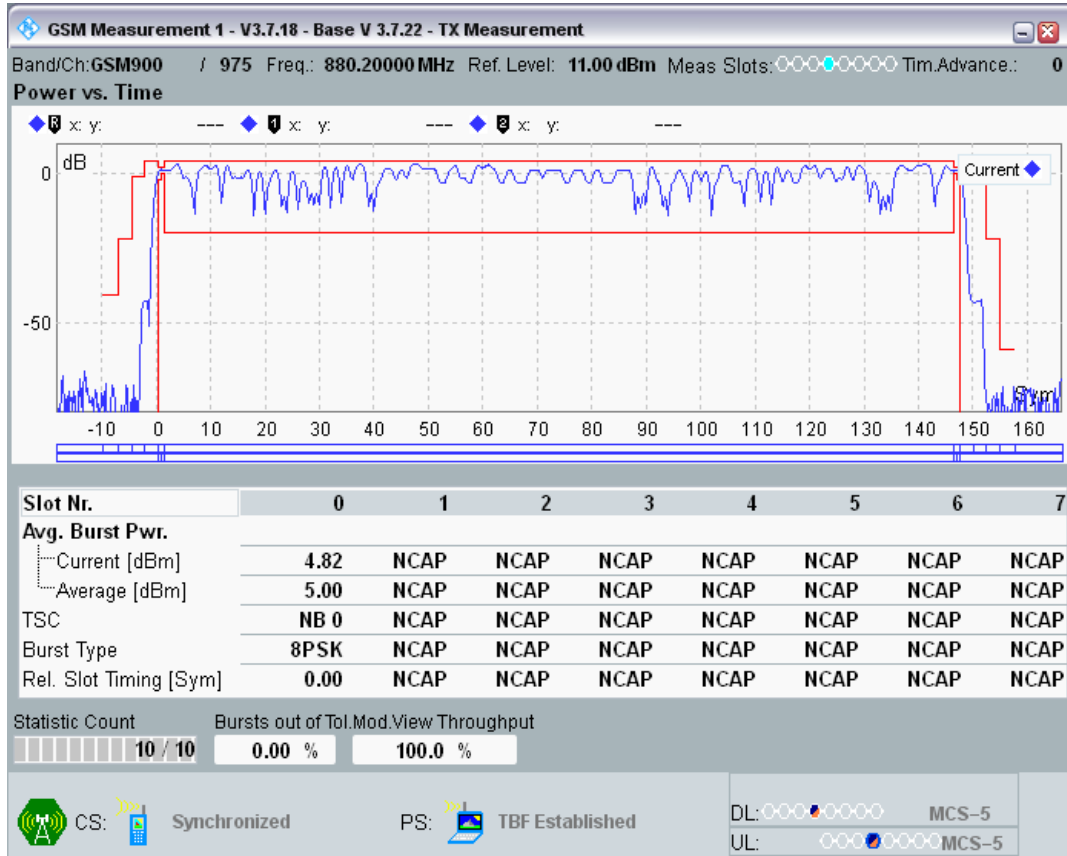 GSM Measurement 1 - V3.7.18 - Base V 3.7.22 - TX Measurement
Band/Ch:GSM900 / 975 Freq.: 880.20000 MHz Ref. Level: 11.00 dBm Meas Slots: Tim.Advance.: 0
Power vs. Time
R x: y: --- 1 x: y: --- 2 x: y: ---
dB
Current
0
-50
Sym
-10 0 10 20 30 40 50 60 70 80 90 100 110 120 130 140 150 160
Slot Nr. 0 1 2 3 4 5 6 7
Avg. Burst Pwr.
Current [dBm] 4.82 NCAP NCAP NCAP NCAP NCAP NCAP NCAP
Average [dBm] 5.00 NCAP NCAP NCAP NCAP NCAP NCAP NCAP
TSC NB 0 NCAP NCAP NCAP NCAP NCAP NCAP NCAP
Burst Type 8PSK NCAP NCAP NCAP NCAP NCAP NCAP NCAP
Rel. Slot Timing [Sym] 0.00 NCAP NCAP NCAP NCAP NCAP NCAP NCAP
Statistic Count Bursts out of Tol. Mod.View Throughput
10 / 10 0.00 % 100.0 %
CS: Synchronized PS: TBF Established DL: MCS-5
UL: MCS-5